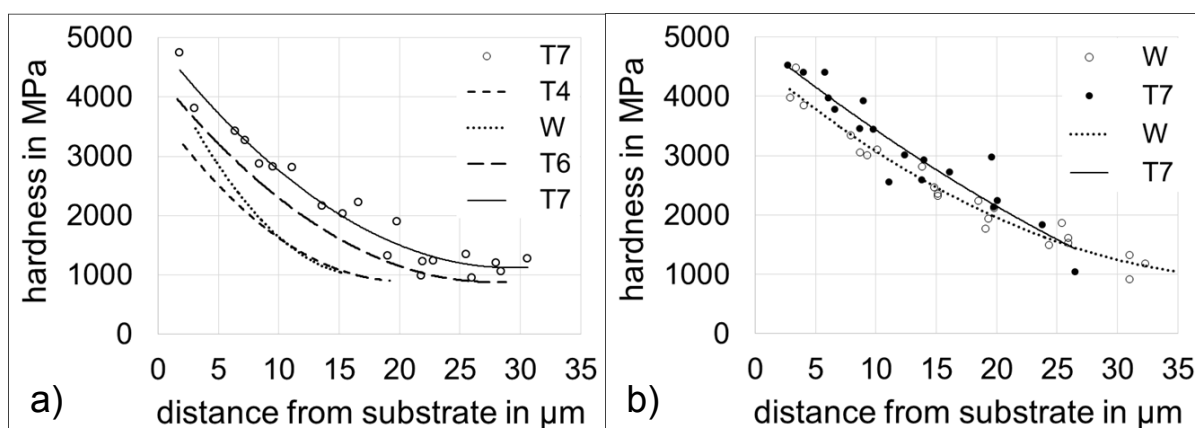 5000
4000
3000
2000
1000
0
hardness in MPa
T7
T4
W
T6
T7
0 5 10 15 20 25 30 35
a) distance from substrate in µm
5000
4000
3000
2000
1000
0
hardness in MPa
W
T7
W
T7
0 5 10 15 20 25 30 35
distance from substrate in µm
b)